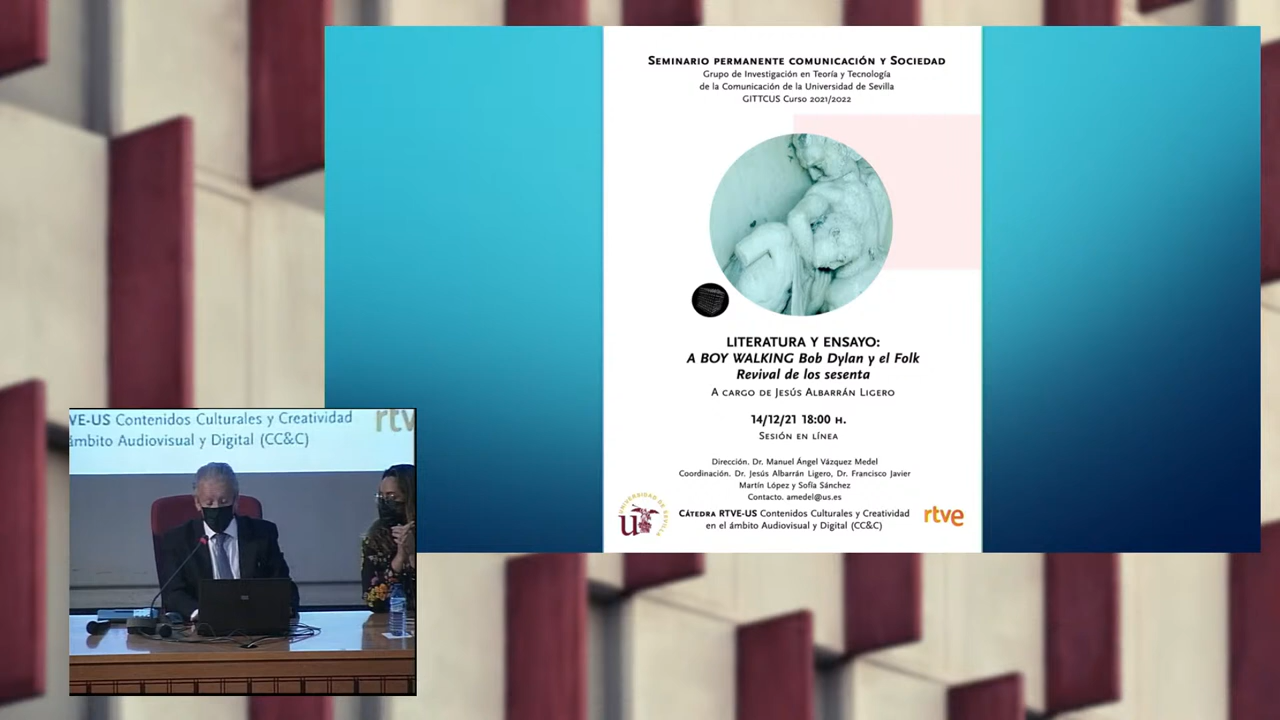 SEMINARIO PERMANENTE COMUNICACIÓN Y SOCIEDAD
Grupo de Investigación en Teoría y Tecnología
de la Comunicación de la Universidad de Sevilla
GITTCUS Curso 2021/2022
LITERATURA Y ENSAYO:
A BOY WALKING Bob Dylan y el Folk
Revival de los sesenta
A CARGO DE JESÚS ALBARRÁN LIGERO
14/12/21 18:00 H.
SESIÓN EN LÍNEA
Dirección. Dr. Manuel Ángel Vázquez Medel
Coordinación. Dr. Jesús Albarrán Ligero, Dr. Francisco Javier
Martín López y Sofía Sánchez
Contacto. amedel@us.es
CÁTEDRA RTVE-US Contenidos Culturales y Creatividad
en el ámbito Audiovisual y Digital (CC&C)
UNIVERSIDAD DE SEVILLA
rtve
VE-US Contenidos Culturales y Creatividad
ámbito Audiovisual y Digital (CC&C)
rtv